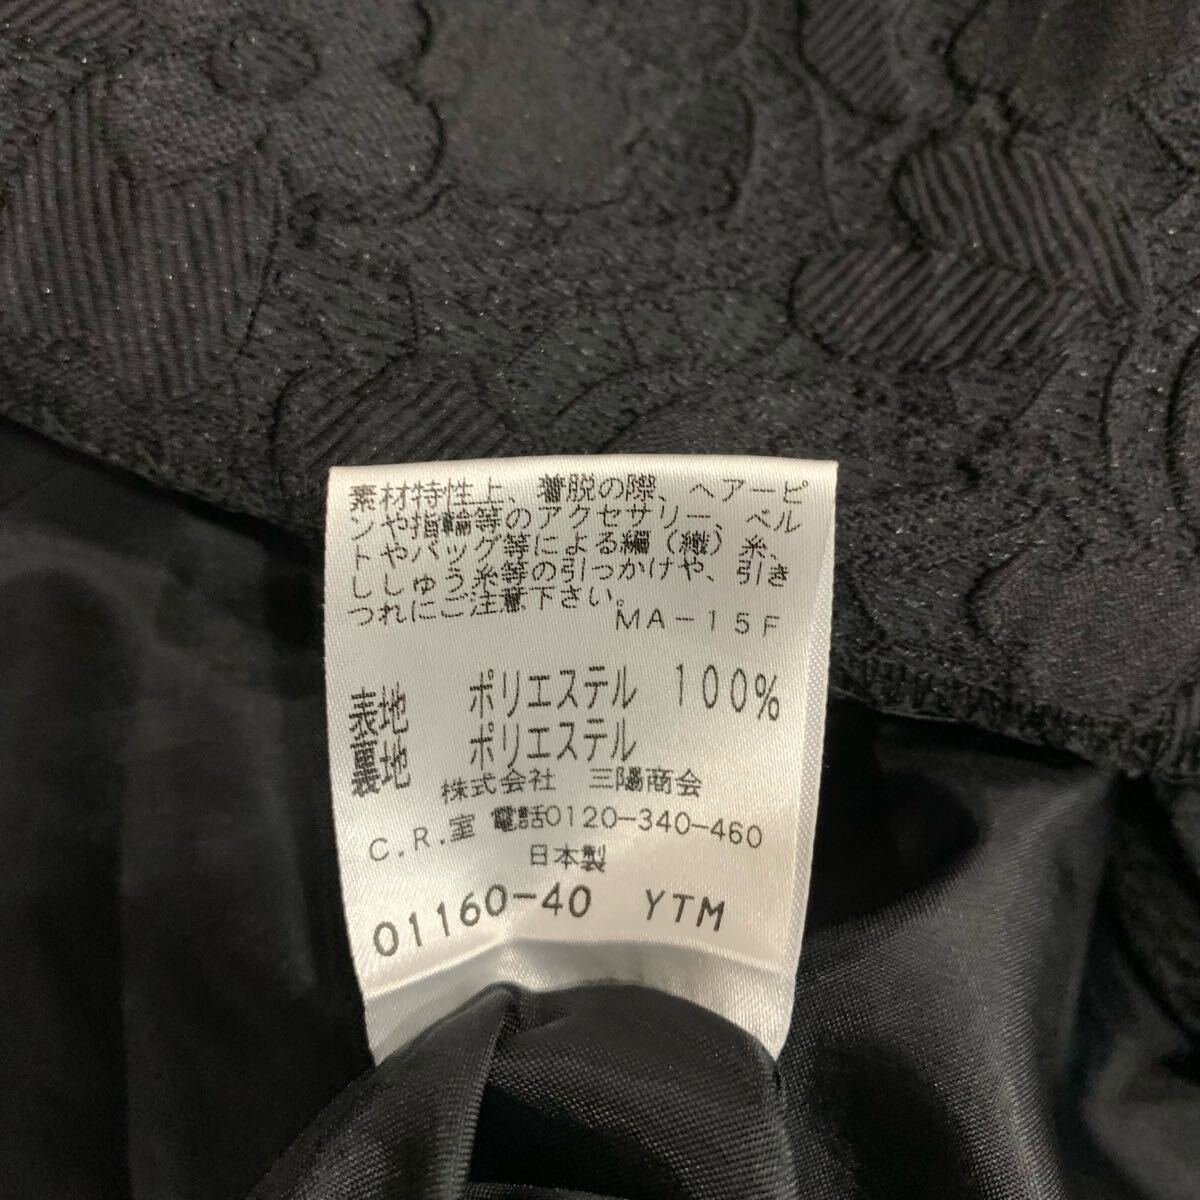 素材特性上、着脱の際、ヘアーピ
ンや指輪等のアクセサリー、ベル
トやバッグ等による編（織）糸、
ししゅう糸等の引っかけや、引き
つれにご注意下さい。
MA-15F
表地 ポリエステル 100%
裏地 ポリエステル
株式会社 三陽商会
C.R.室 電話0120-340-460
日本製
01160-40 YTM